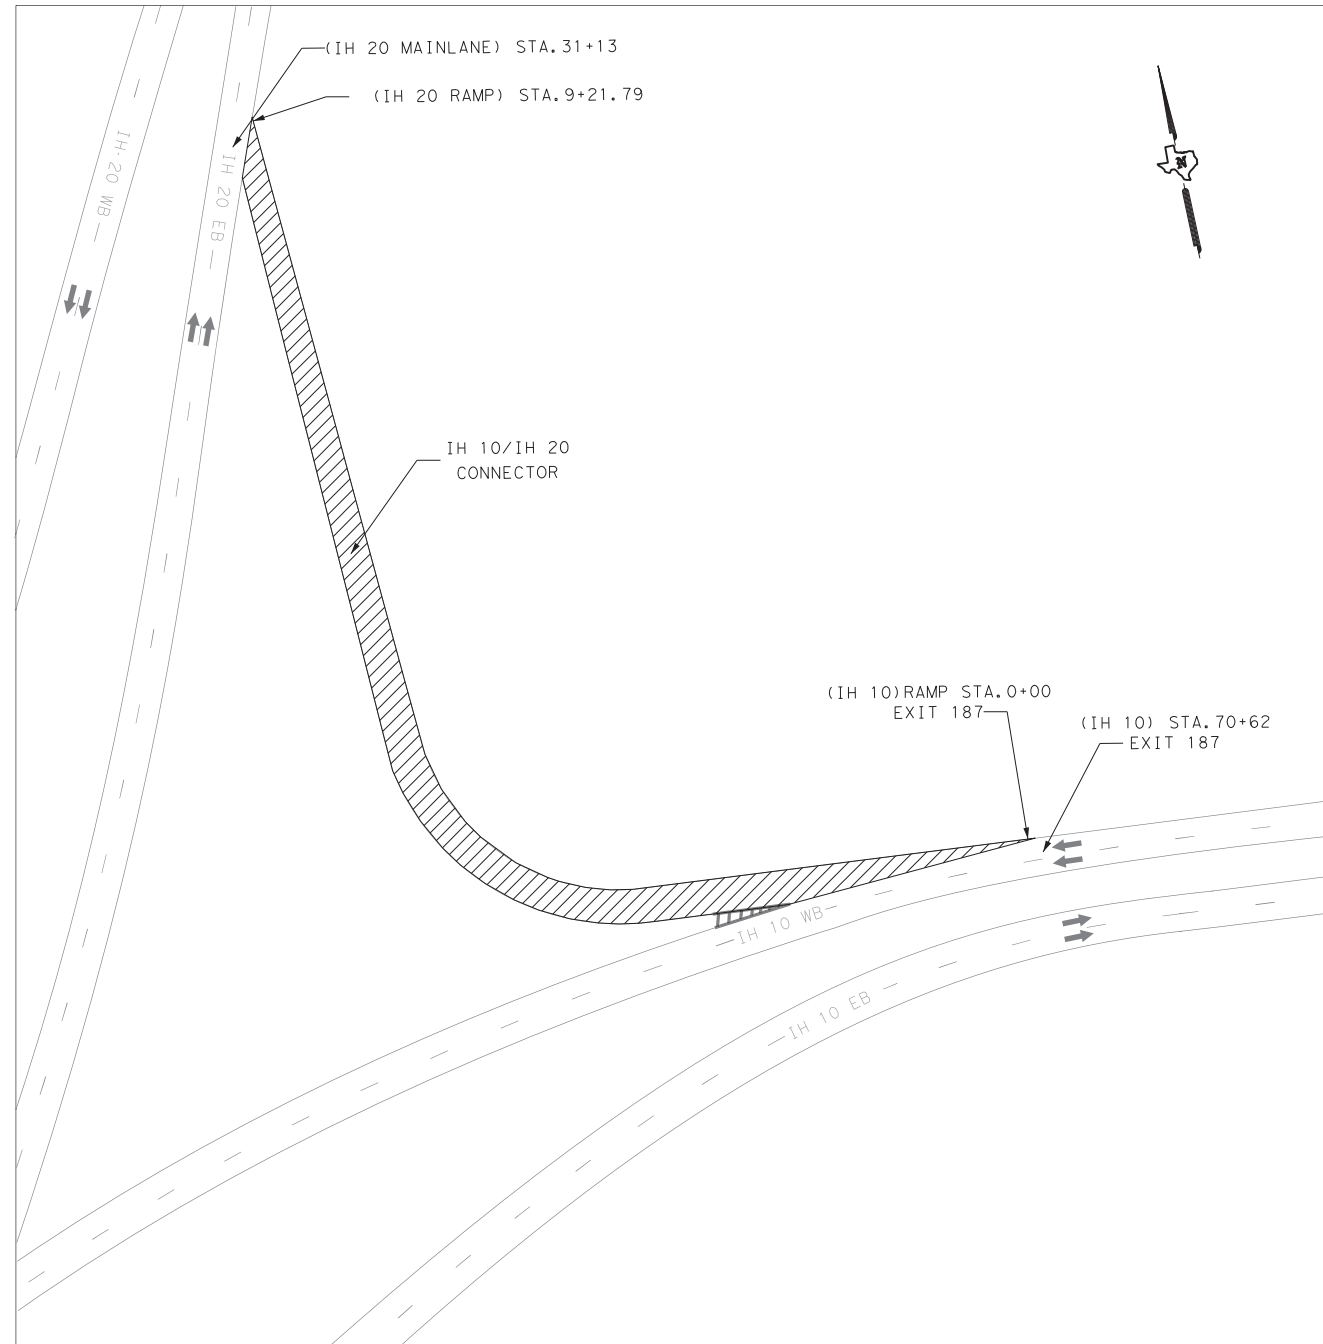 (IH 20 MAINLANE) STA.31+13
(IH 20 RAMP) STA.9+21.79
IH 20 WB
IH 20 EB
N
IH 10/IH 20
CONNECTOR
(IH 10)RAMP STA.0+00
EXIT 187
(IH 10) STA.70+62
EXIT 187
IH 10 WB
IH 10 EB